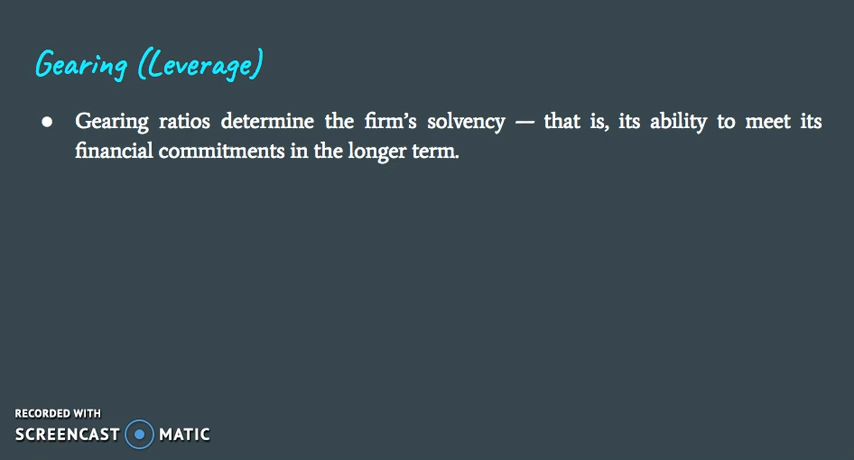 Gearing (Leverage)
● Gearing ratios determine the firm’s solvency — that is, its ability to meet its
financial commitments in the longer term.
RECORDED WITH
SCREENCAST MATIC